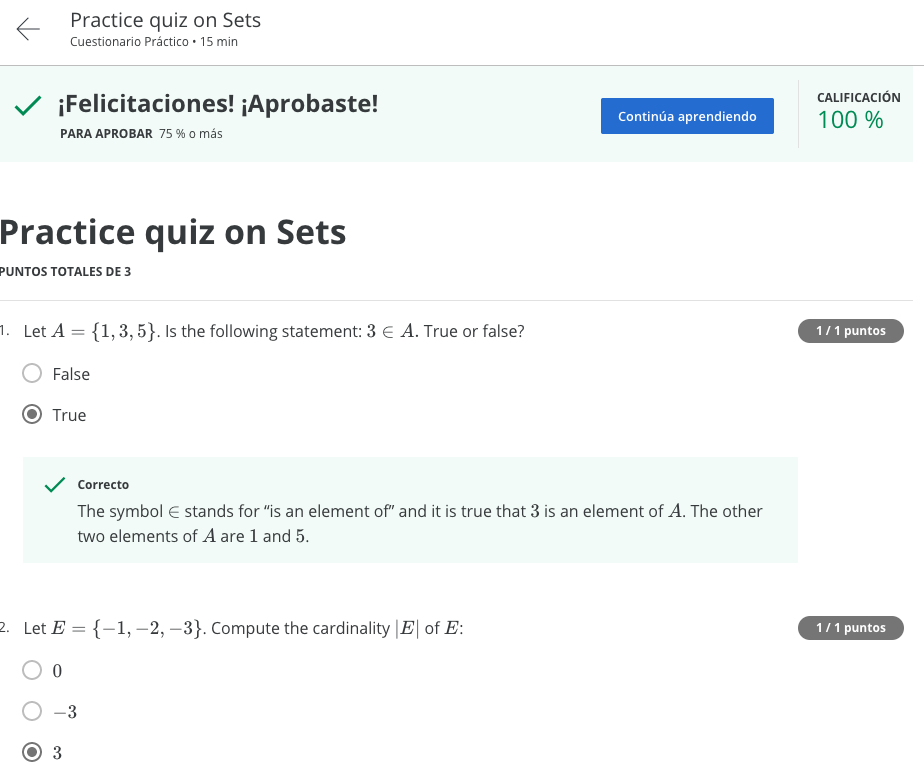 Practice quiz on Sets
Cuestionario Práctico • 15 min
¡Felicitaciones! ¡Aprobaste!
PARA APROBAR 75 % o más
Continúa aprendiendo
CALIFICACIÓN
100 %
Practice quiz on Sets
PUNTOS TOTALES DE 3
1. Let A = {1, 3, 5}. Is the following statement: 3 ∈ A. True or false?
1 / 1 puntos
False
True
Correcto
The symbol ∈ stands for “is an element of” and it is true that 3 is an element of A. The other
two elements of A are 1 and 5.
2. Let E = {−1, −2, −3}. Compute the cardinality |E| of E:
1 / 1 puntos
0
−3
3